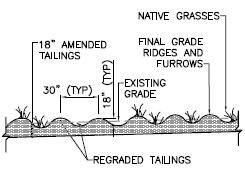 NATIVE GRASSES
18" AMENDED
TAILINGS
FINAL GRADE
RIDGES AND
FURROWS
30" (TYP)
18" (TYP)
EXISTING
GRADE
REGRADED TAILINGS